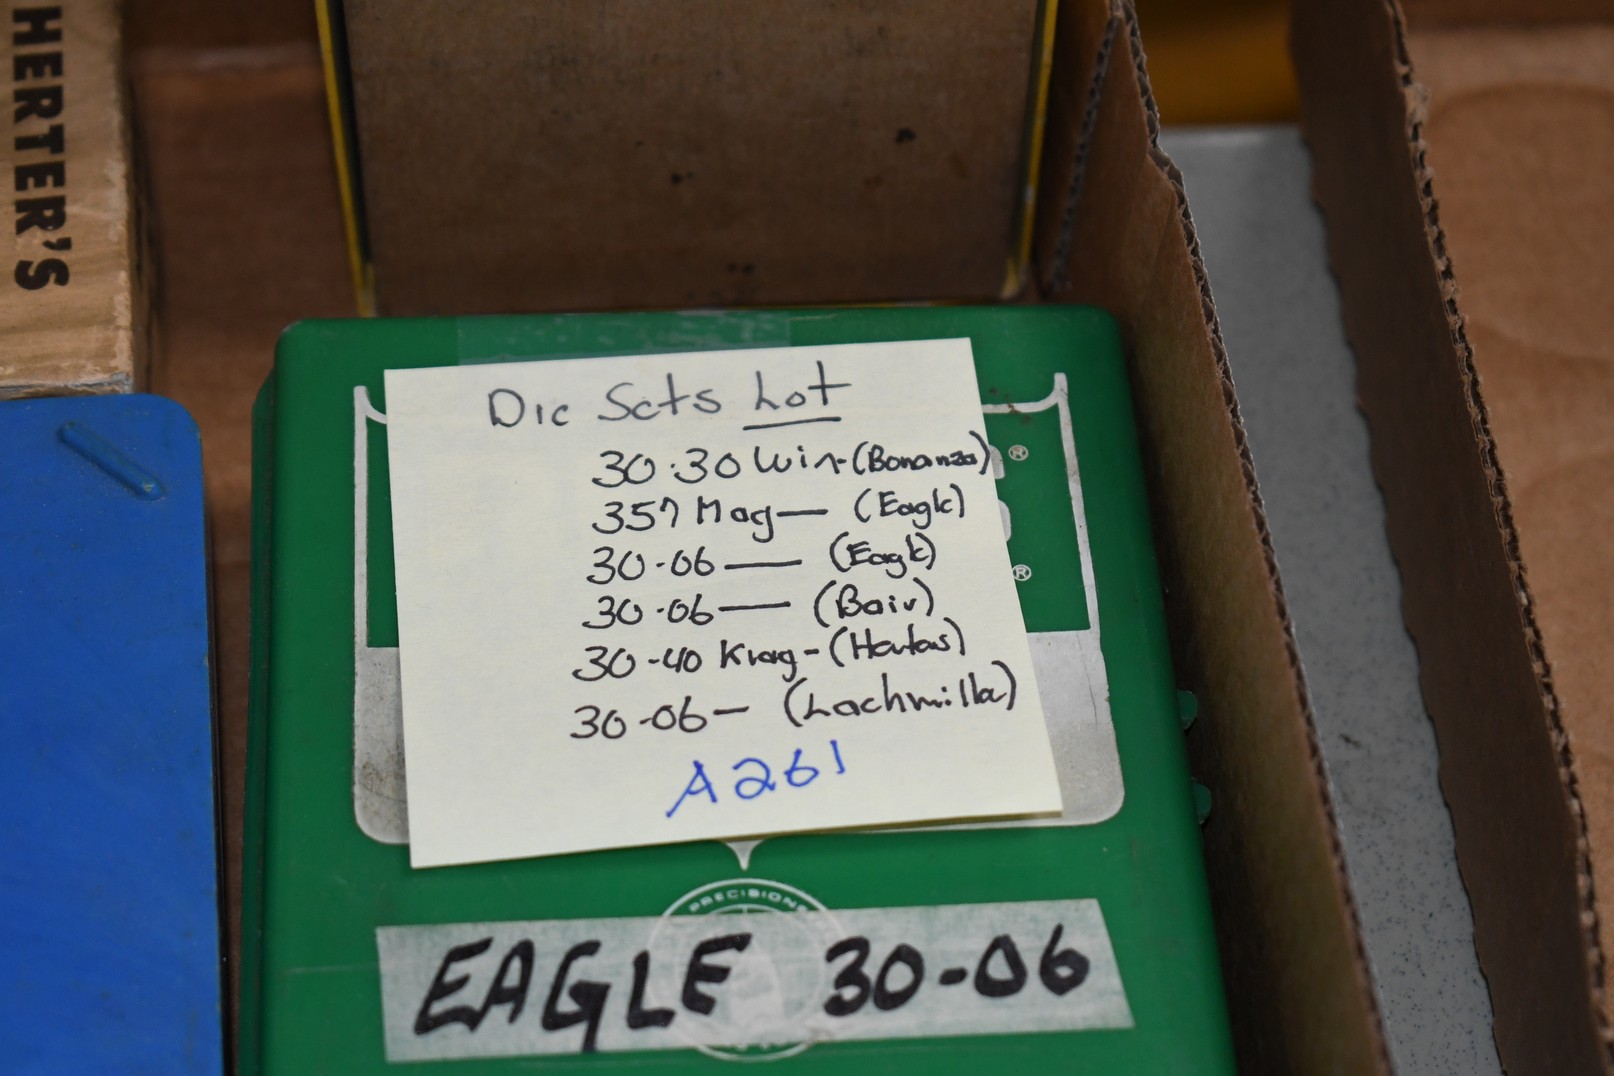 HERTER'S
Die Sets Lot
30-30 Win-(Bonanza)
357 Mag— (Eagle)
30-06 — (Eagle)
30-06 — (Bair)
30-40 Krag-(Herters)
30-06— (Lachmiller)
A261
®
®
PRECISION
EAGLE 30-06